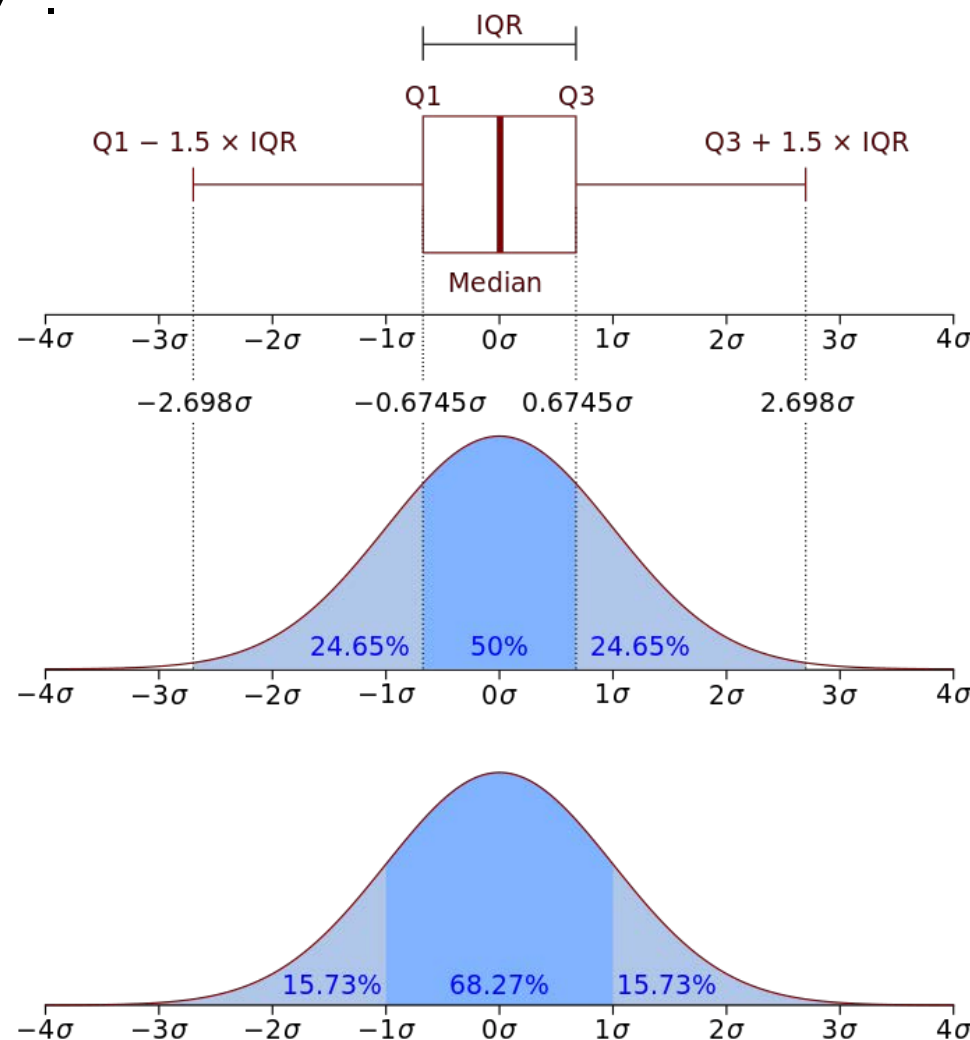 IQR
Q1 Q3
Q1 − 1.5 × IQR Q3 + 1.5 × IQR
Median
−4σ −3σ −2σ −1σ 0σ 1σ 2σ 3σ 4σ
−2.698σ −0.6745σ 0.6745σ 2.698σ
24.65% 50% 24.65%
−4σ −3σ −2σ −1σ 0σ 1σ 2σ 3σ 4σ
15.73% 68.27% 15.73%
−4σ −3σ −2σ −1σ 0σ 1σ 2σ 3σ 4σ